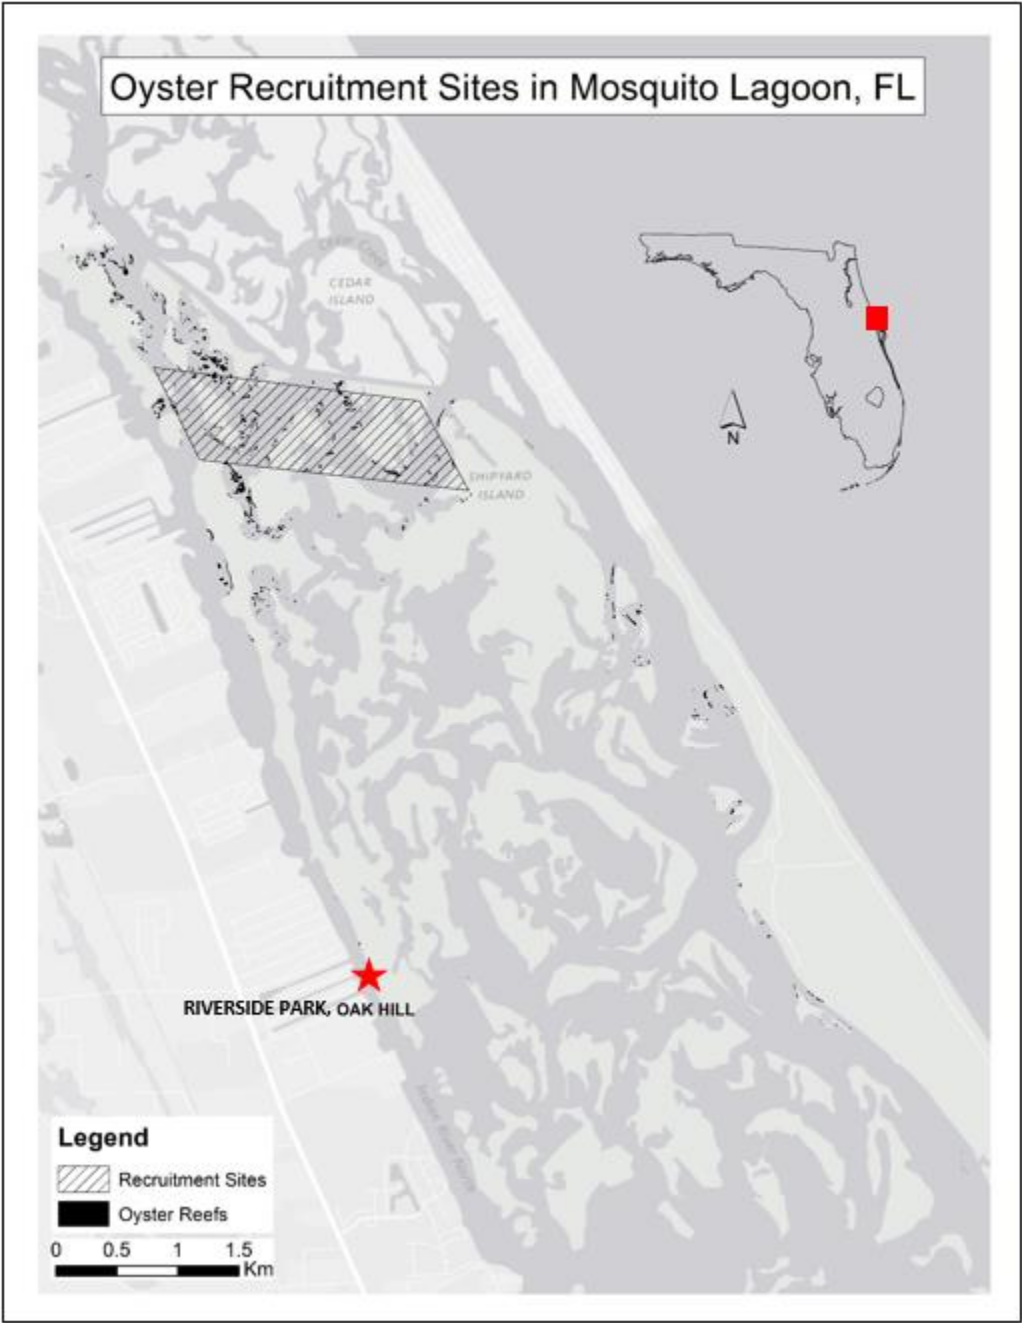 Oyster Recruitment Sites in Mosquito Lagoon, FL
CEDAR
ISLAND
N
SHIPYARD
ISLAND
RIVERSIDE PARK, OAK HILL
Legend
Recruitment Sites
Oyster Reefs
0 0.5 1 1.5
Km